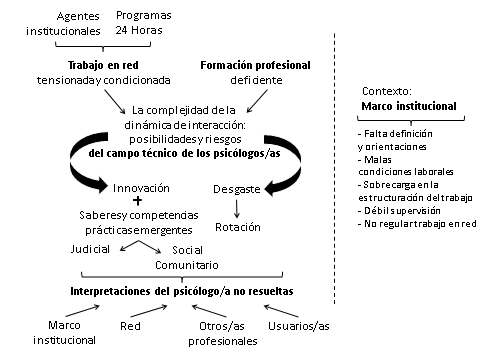 Agentes
institucionales
Programas
24 Horas
Trabajo en red
tensionada y condicionada
Formación profesional
deficiente
La complejidad de la
dinámica de interacción:
posibilidades y riesgos
del campo técnico de los psicólogos/as
Innovación
+
Saberes y competencias
prácticas emergentes
Desgaste
Rotación
Judicial
Social
Comunitario
Interpretaciones del psicólogo/a no resueltas
Marco
institucional
Red
Otros/as
profesionales
Usuarios/as
Contexto:
Marco institucional
- Falta definición
y orientaciones
- Malas
condiciones laborales
- Sobrecarga en la
estructuración del trabajo
- Débil supervisión
- No regular trabajo en red